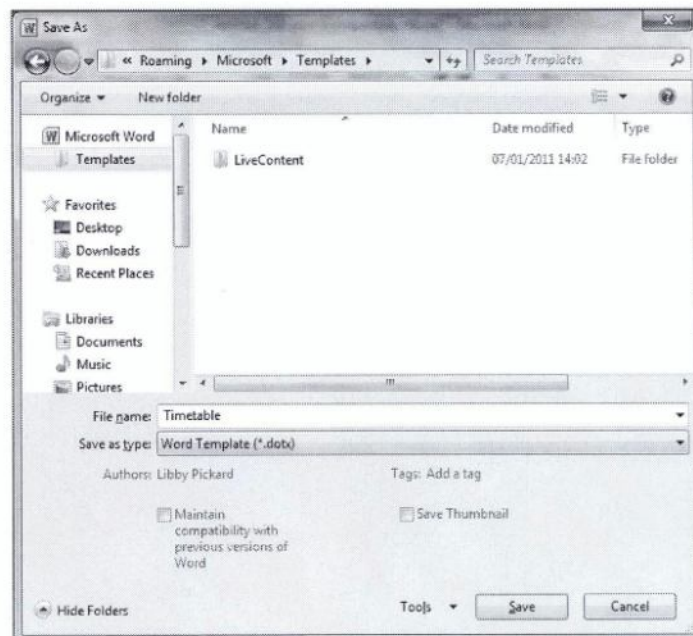 Save As
« Roaming ▸ Microsoft ▸ Templates ▸ Search Templates
Organize New folder
Name Date modified Type
Microsoft Word
Templates
LiveContent 07/01/2011 14:02 File folder
Favorites
Desktop
Downloads
Recent Places
Libraries
Documents
Music
Pictures
File name: Timetable
Save as type: Word Template (*.dotx)
Authors: Libby Pickard Tags: Add a tag
Maintain
compatibility with
previous versions of
Word
Save Thumbnail
Hide Folders Tools Save Cancel